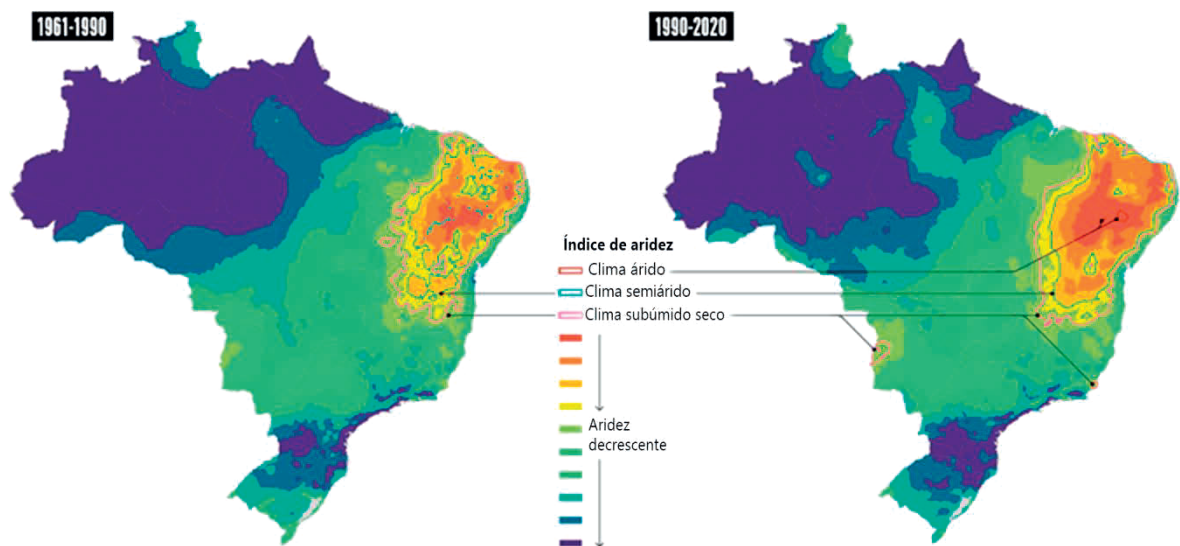 1961-1990
1990-2020
Índice de aridez
Clima árido
Clima semiárido
Clima subúmido seco
Aridez
decrescente